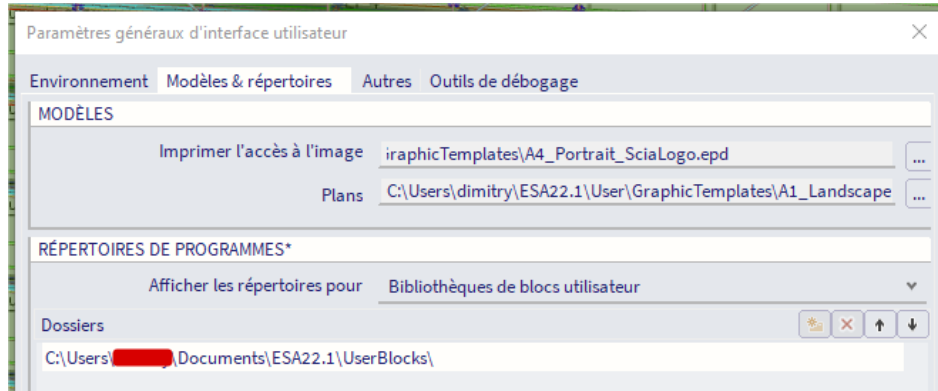 Paramètres généraux d'interface utilisateur
Environnement Modèles & répertoires Autres Outils de débogage
MODÈLES
Imprimer l'accès à l'image raphicTemplates\A4_Portrait_SciaLogo.epd ...
Plans C:\Users\dimitry\ESA22.1\User\GraphicTemplates\A1_Landscape ...
RÉPERTOIRES DE PROGRAMMES*
Afficher les répertoires pour Bibliothèques de blocs utilisateur
Dossiers
C:\Users\ \Documents\ESA22.1\UserBlocks\